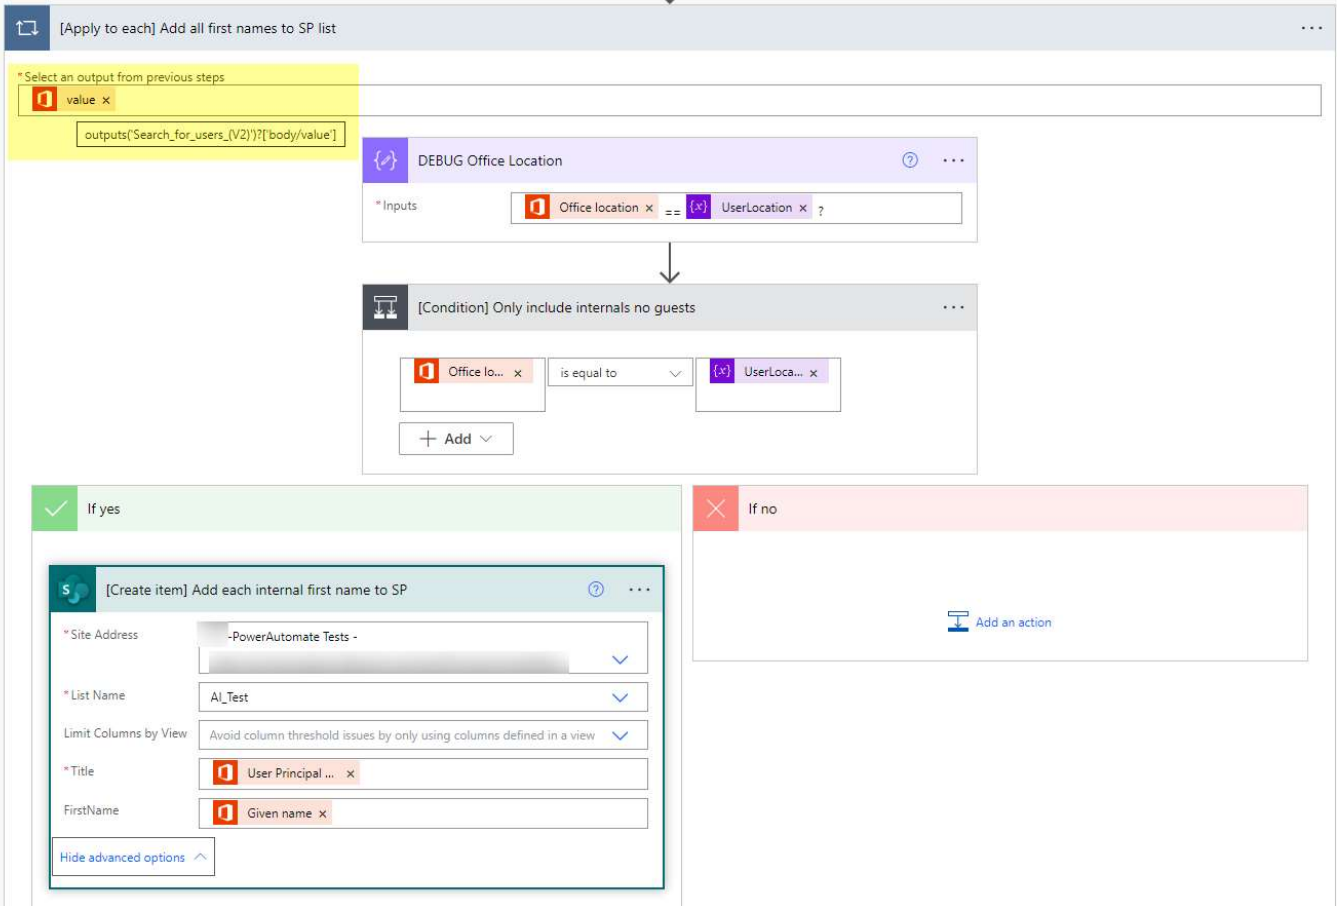 [Apply to each] Add all first names to SP list
* Select an output from previous steps
value ×
outputs('Search_for_users_(V2)')?['body/value']
DEBUG Office Location
* Inputs
Office location × == {x} UserLocation × ?
[Condition] Only include internals no guests
Office lo... ×
is equal to
{x} UserLoca... ×
+ Add
If yes
If no
[Create item] Add each internal first name to SP
* Site Address
-PowerAutomate Tests -
Add an action
* List Name
AI_Test
Limit Columns by View
Avoid column threshold issues by only using columns defined in a view
* Title
User Principal ... ×
FirstName
Given name ×
Hide advanced options